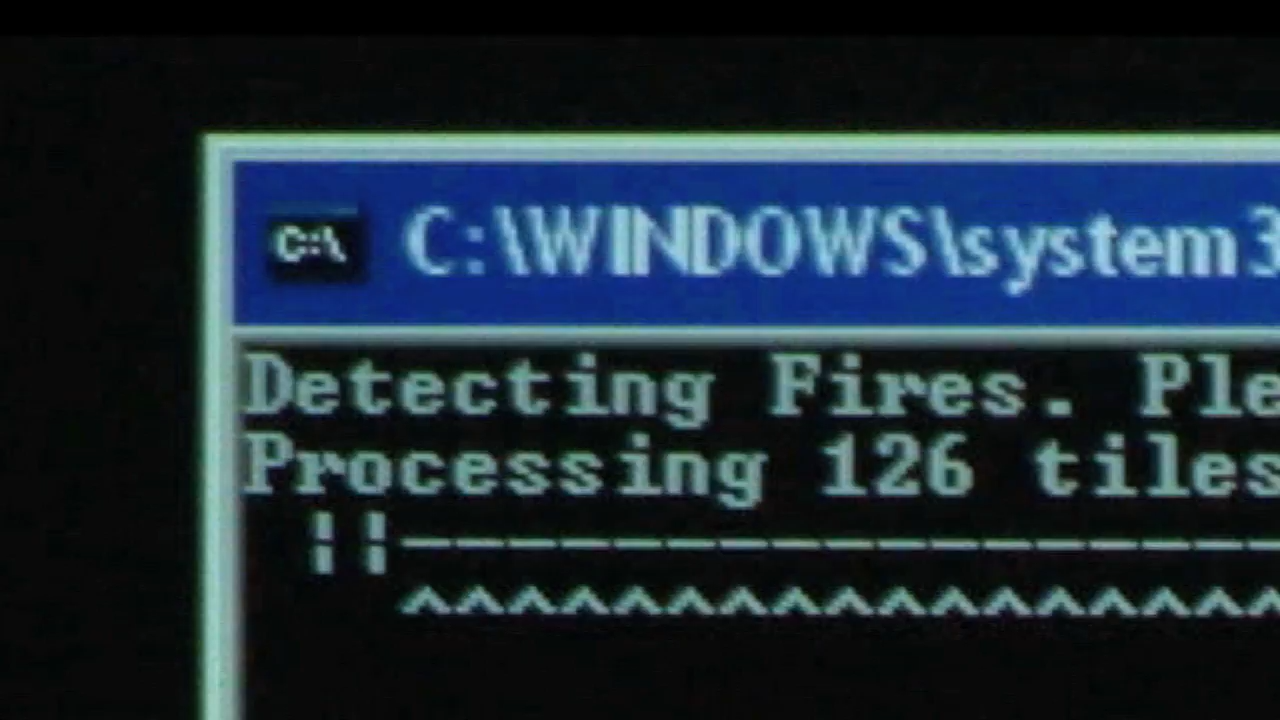 C:\ C:\WINDOWS\system3
Detecting Fires. Ple
Processing 126 tiles
||--------------------
^^^^^^^^^^^^^^^^^